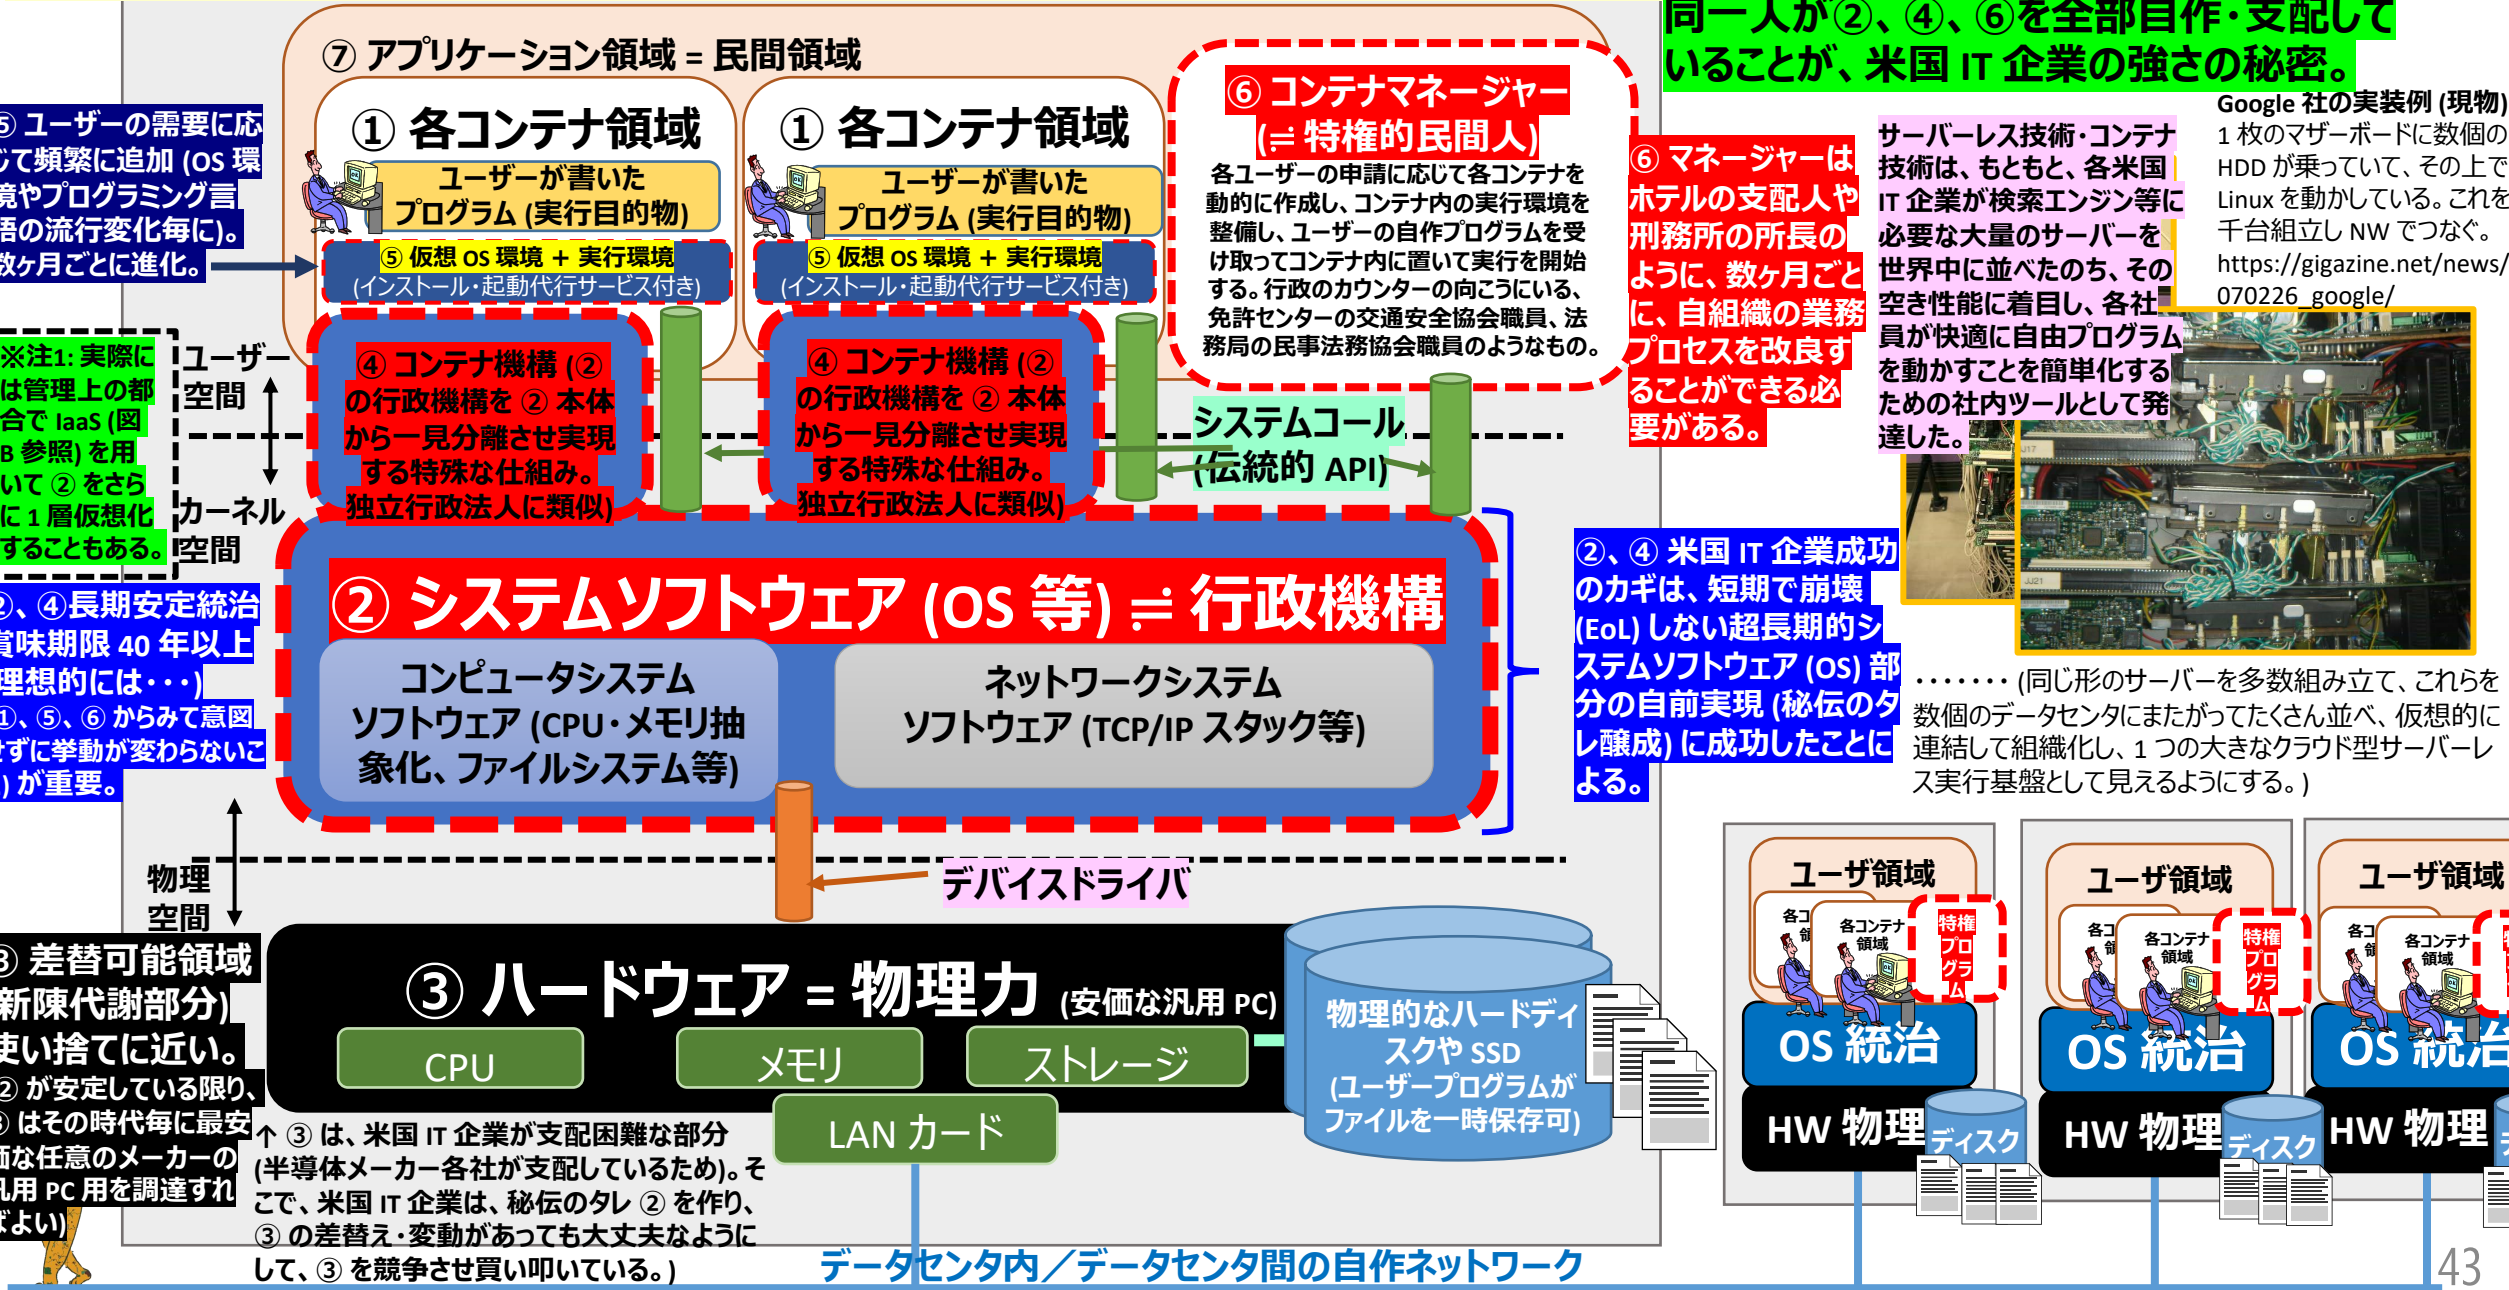 同一人が②、④、⑥を全部自作・支配して
いることが、米国 IT 企業の強さの秘密。
⑦ アプリケーション領域 = 民間領域
① 各コンテナ領域
ユーザーが書いた
プログラム (実行目的物)
⑤ 仮想 OS 環境 + 実行環境
(インストール・起動代行サービス付き)
① 各コンテナ領域
ユーザーが書いた
プログラム (実行目的物)
⑤ 仮想 OS 環境 + 実行環境
(インストール・起動代行サービス付き)
⑥ コンテナマネージャー
(≒ 特権的民間人)
各ユーザーの申請に応じて各コンテナを
動的に作成し、コンテナ内の実行環境を
整備し、ユーザーの自作プログラムを受
け取ってコンテナ内に置いて実行を開始
する。行政のカウンターの向こうにいる、
免許センターの交通安全協会職員、法
務局の民事法務協会職員のようなもの。
⑤ ユーザーの需要に応
じて頻繁に追加 (OS 環
境やプログラミング言
語の流行変化毎に)。
数ヶ月ごとに進化。
⑥ マネージャーは
ホテルの支配人や
刑務所の所長の
ように、数ヶ月ごと
に、自組織の業務
プロセスを改良す
ることができる必
要がある。
サーバーレス技術・コンテナ
技術は、もともと、各米国
IT 企業が検索エンジン等に
必要な大量のサーバーを
世界中に並べたのち、その
空き性能に着目し、各社
員が快適に自由プログラム
を動かすことを簡単化する
ための社内ツールとして発
達した。
Google 社の実装例 (現物)
1 枚のマザーボードに数個の
HDD が乗っていて、その上で
Linux を動かしている。これを
千台組立し NW でつなぐ。
https://gigazine.net/news/
070226_google/
J17
JJ21
※注1: 実際に
は管理上の都
合で IaaS (図
B 参照) を用
いて ② をさら
に 1 層仮想化
することもある。
ユーザー
空間
カーネル
空間
④ コンテナ機構 (②
の行政機構を ② 本体
から一見分離させ実現
する特殊な仕組み。
独立行政法人に類似)
④ コンテナ機構 (②
の行政機構を ② 本体
から一見分離させ実現
する特殊な仕組み。
独立行政法人に類似)
システムコール
(伝統的 API)
②、④長期安定統治
賞味期限 40 年以上
理想的には・・・)
①、⑤、⑥ からみて意図
せずに挙動が変わらないこ
) が重要。
② システムソフトウェア (OS 等) ≒ 行政機構
コンピュータシステム
ソフトウェア (CPU・メモリ抽
象化、ファイルシステム等)
ネットワークシステム
ソフトウェア (TCP/IP スタック等)
②、④ 米国 IT 企業成功
のカギは、短期で崩壊
(EoL) しない超長期的シ
ステムソフトウェア (OS) 部
分の自前実現 (秘伝のタ
レ醸成) に成功したことに
よる。
・・・・・・・ (同じ形のサーバーを多数組み立て、これらを
数個のデータセンタにまたがってたくさん並べ、仮想的に
連結して組織化し、1 つの大きなクラウド型サーバーレ
ス実行基盤として見えるようにする。)
物理
空間
デバイスドライバ
③ 差替可能領域
新陳代謝部分)
使い捨てに近い。
② が安定している限り、
③ はその時代毎に最安
価な任意のメーカーの
汎用 PC 用を調達すれ
ばよい)
③ ハードウェア = 物理力 (安価な汎用 PC)
CPU
メモリ
ストレージ
LAN カード
物理的なハードディ
スクや SSD
(ユーザープログラムが
ファイルを一時保存可)
↑ ③ は、米国 IT 企業が支配困難な部分
(半導体メーカー各社が支配しているため)。そ
こで、米国 IT 企業は、秘伝のタレ ② を作り、
③ の差替え・変動があっても大丈夫なように
して、③ を競争させ買い叩いている。)
データセンタ内／データセンタ間の自作ネットワーク
ユーザ領域
各コ
領
各コンテナ
領域
特権
プロ
グラ
ム
OS 統治
HW 物理
ディスク
ユーザ領域
各コ
領
各コンテナ
領域
特権
プロ
グラ
ム
OS 統治
HW 物理
ディスク
ユーザ領域
各コ
領
各コンテナ
領域
OS 統治
HW 物理
43